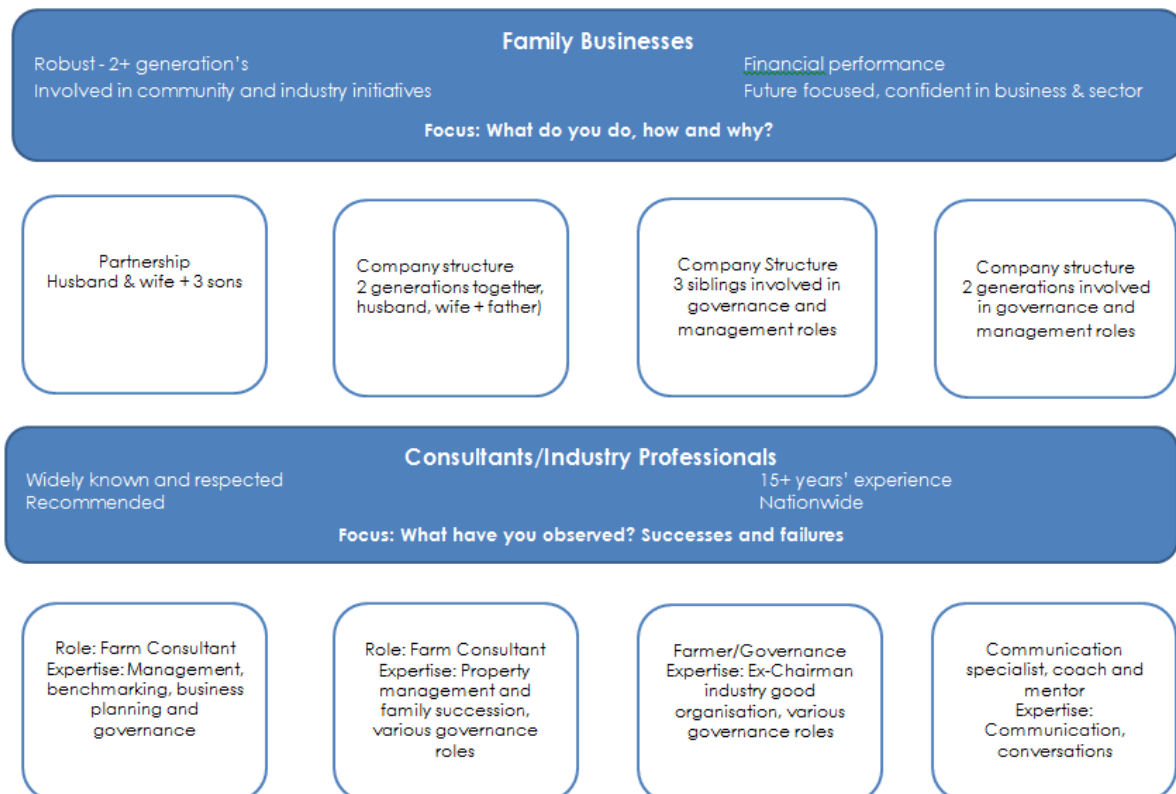 Family Businesses
Robust - 2+ generation's
Financial performance
Involved in community and industry initiatives
Future focused, confident in business & sector
Focus: What do you do, how and why?
Partnership
Husband & wife + 3 sons
Company structure
2 generations together,
husband, wife + father)
Company Structure
3 siblings involved in
governance and
management roles
Company structure
2 generations involved
in governance and
management roles
Consultants/Industry Professionals
Widely known and respected
15+ years' experience
Recommended
Nationwide
Focus: What have you observed? Successes and failures
Role: Farm Consultant
Expertise: Management,
benchmarking, business
planning and
governance
Role: Farm Consultant
Expertise: Property
management and
family succession,
various governance
roles
Farmer/Governance
Expertise: Ex-Chairman
industry good
organisation, various
governance roles
Communication
specialist, coach and
mentor
Expertise:
Communication,
conversations